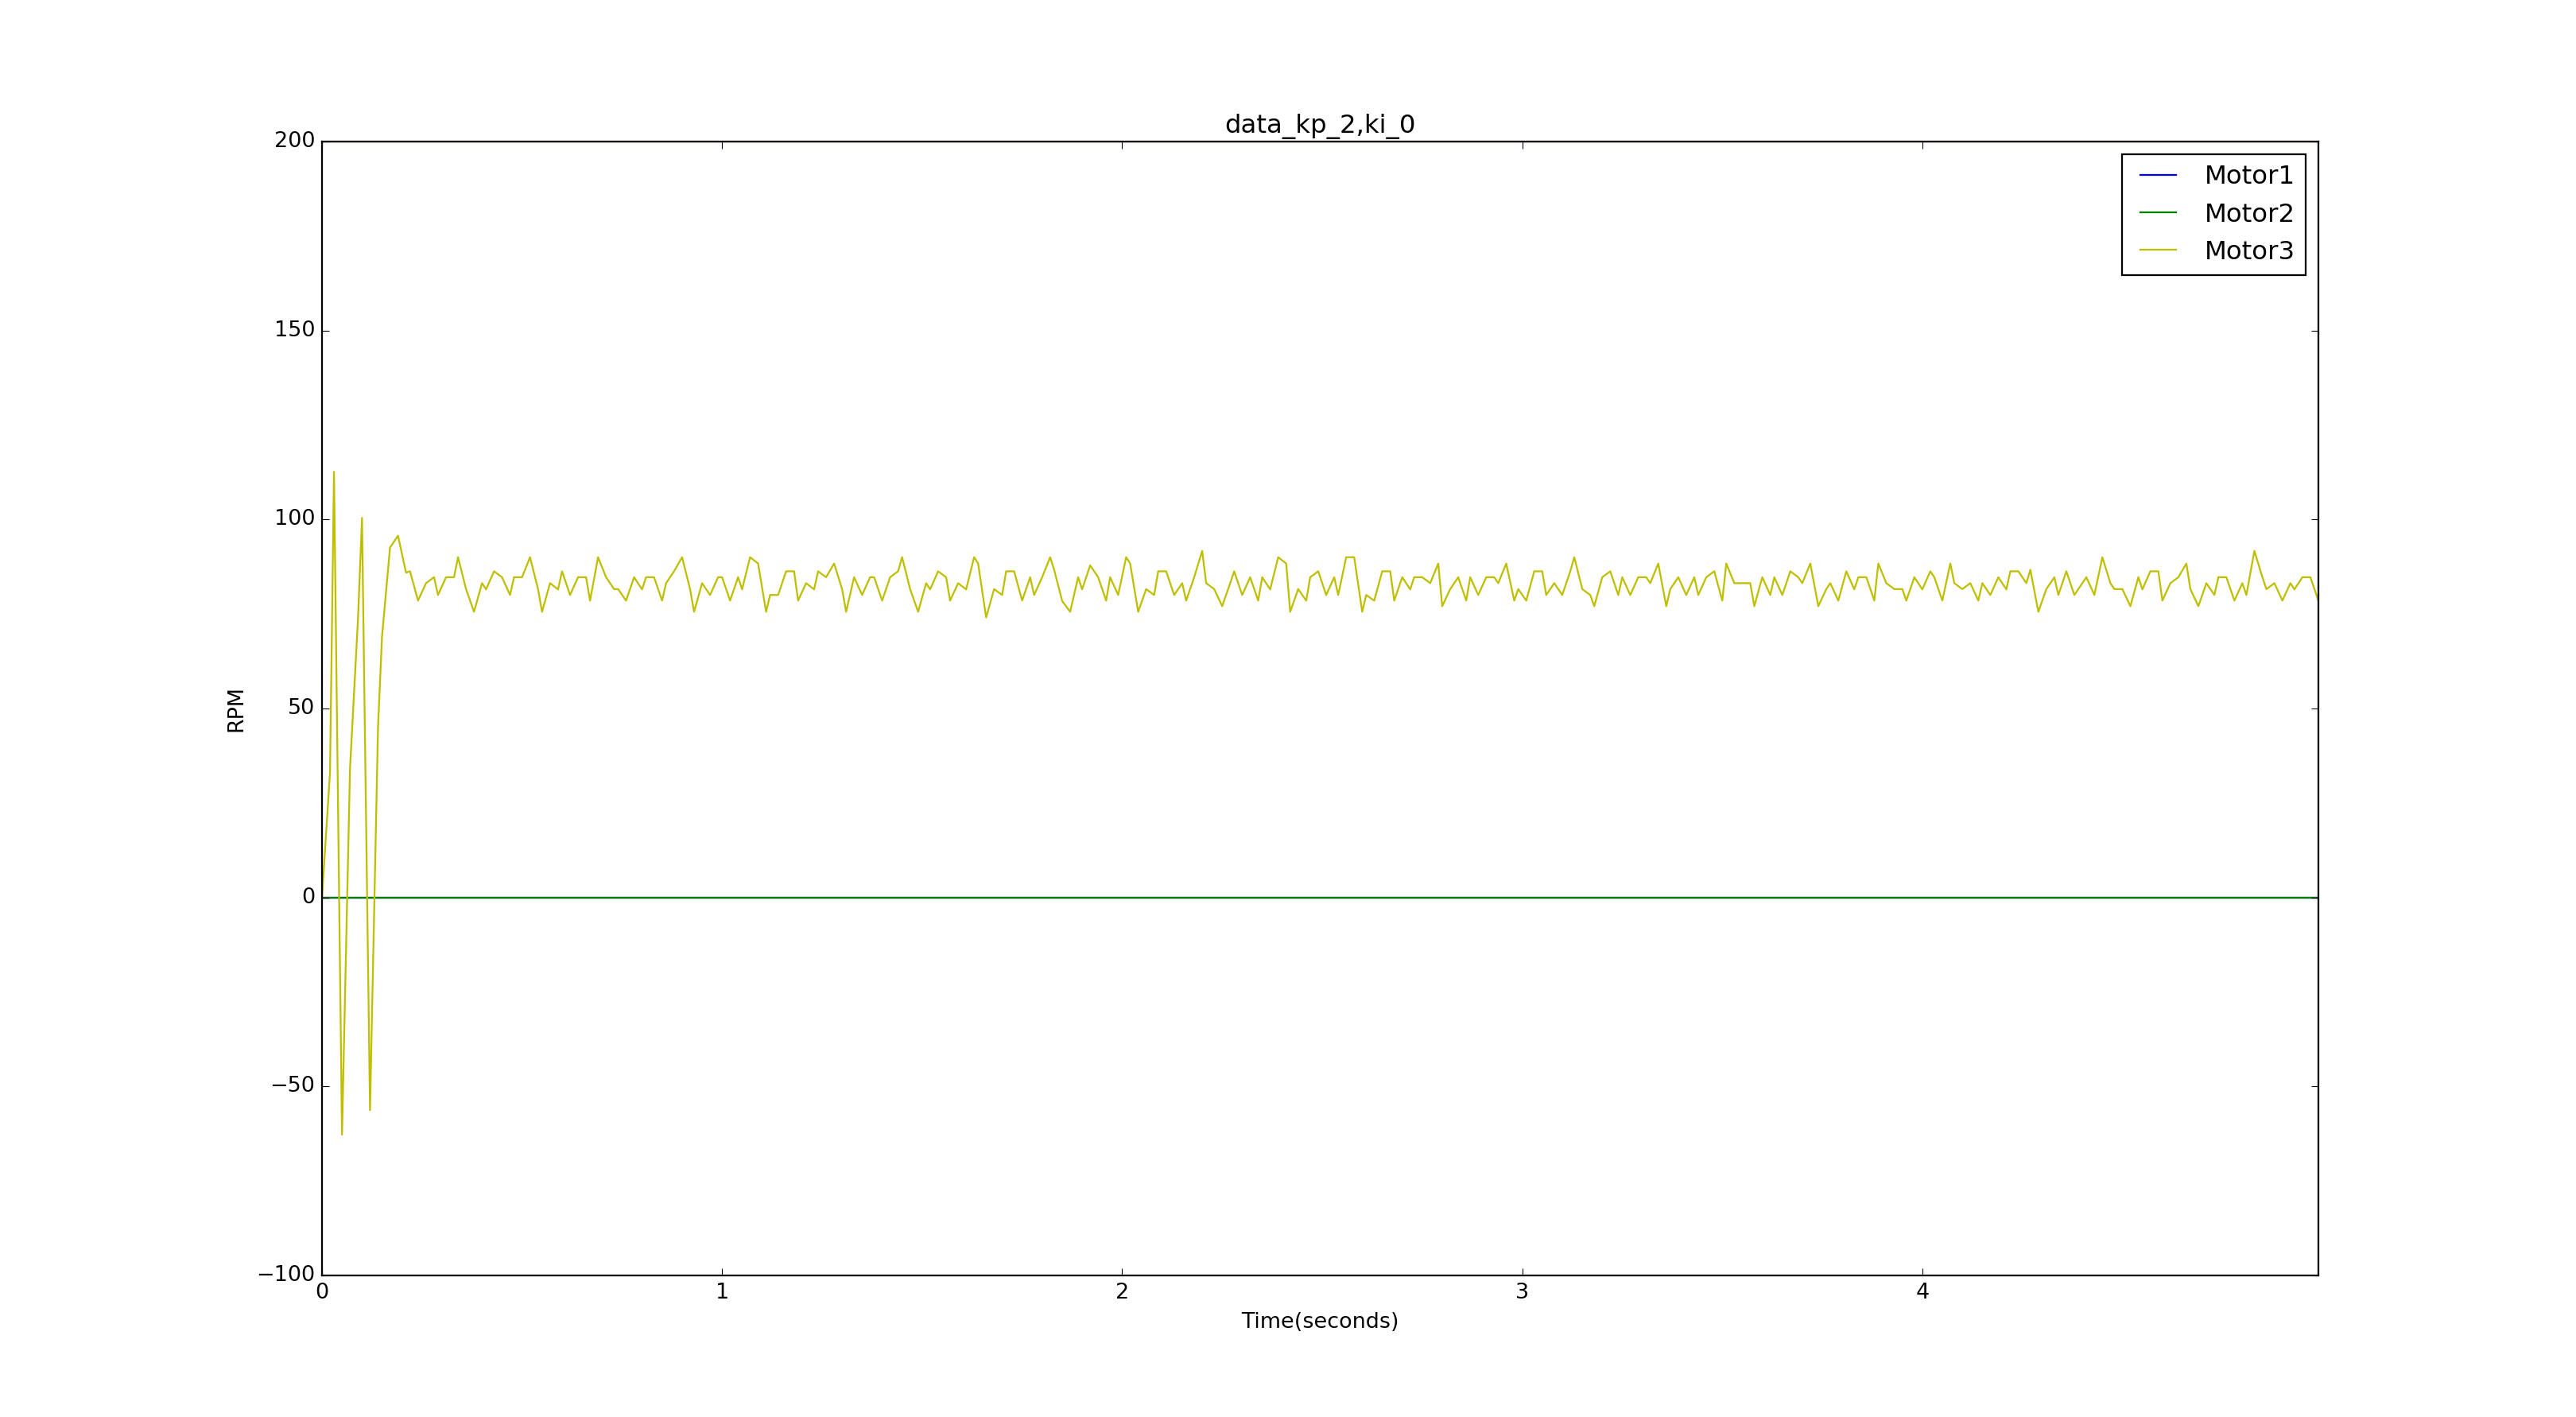 data_kp_2,ki_0
200
150
100
50
0
−50
−100
RPM
0 1 2 3 4
Time(seconds)
Motor1
Motor2
Motor3